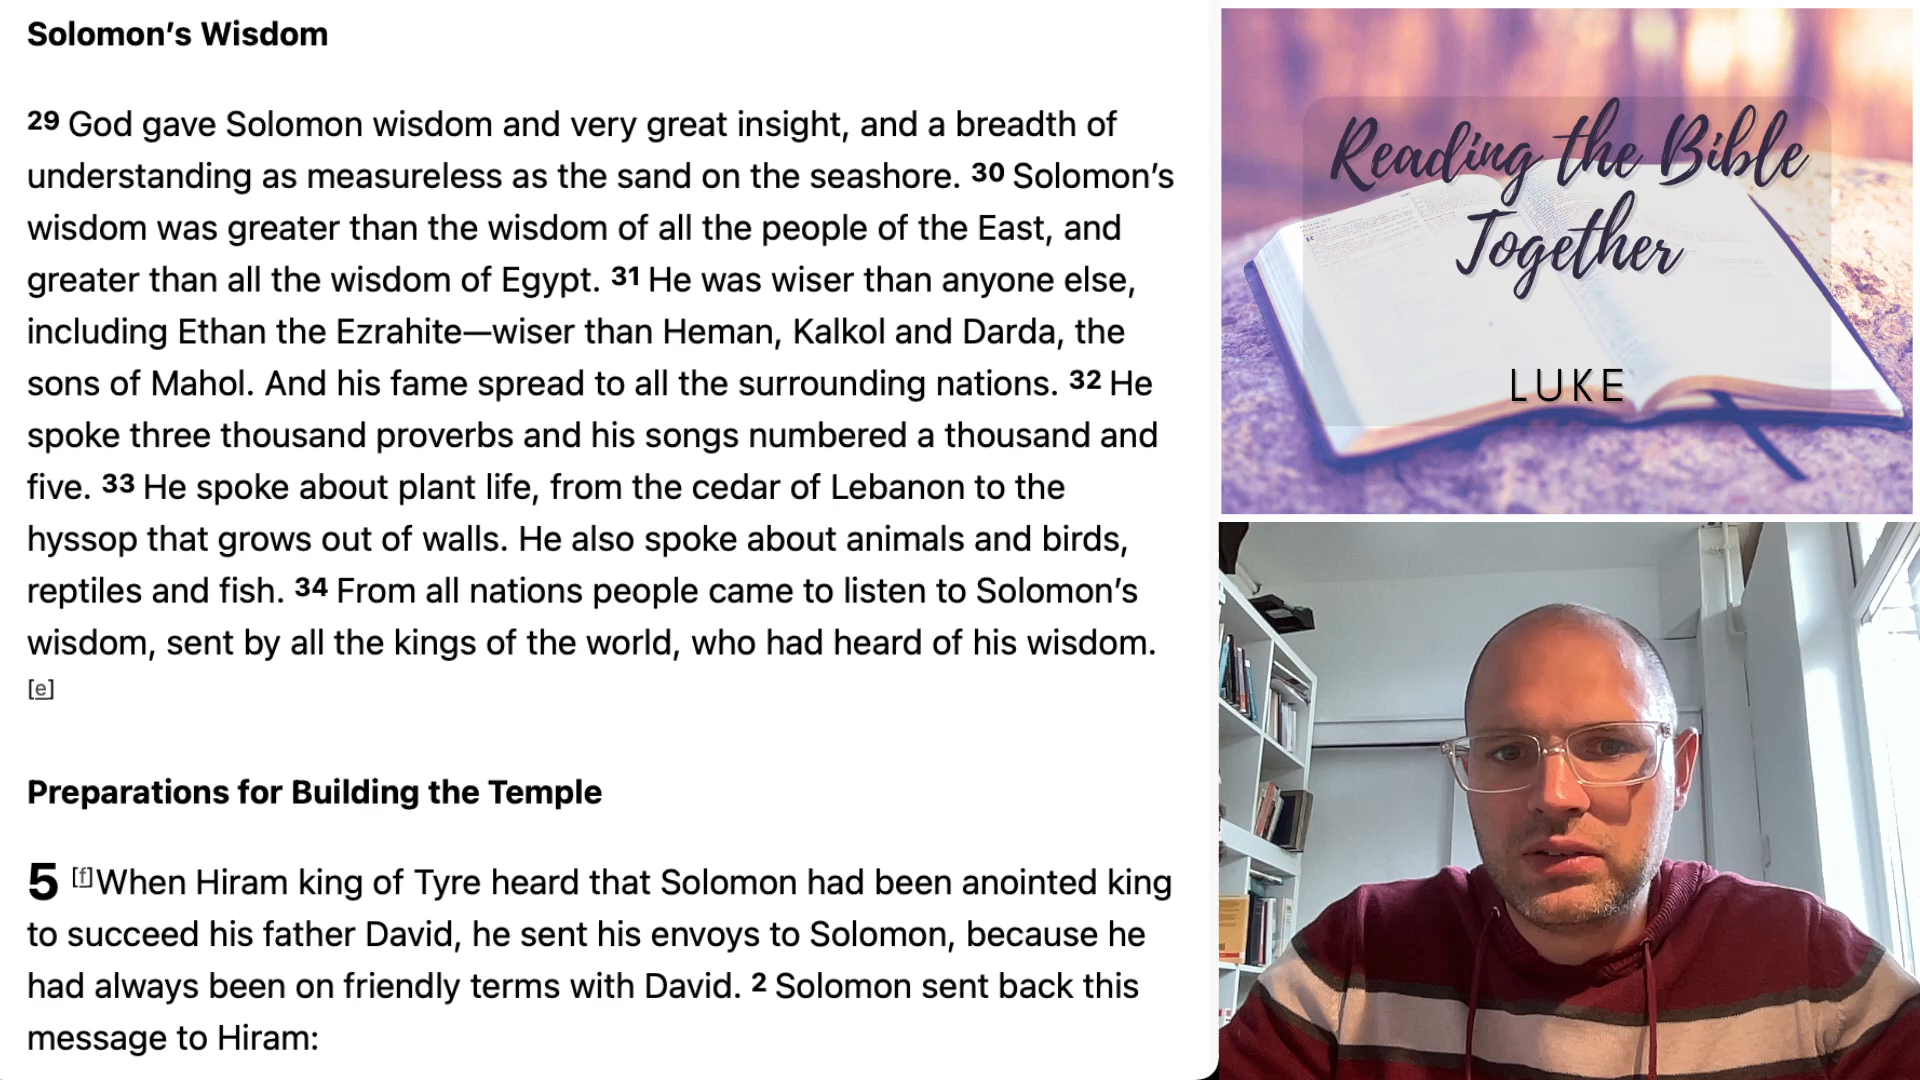 Solomon’s Wisdom
29 God gave Solomon wisdom and very great insight, and a breadth of
understanding as measureless as the sand on the seashore. 30 Solomon’s
wisdom was greater than the wisdom of all the people of the East, and
greater than all the wisdom of Egypt. 31 He was wiser than anyone else,
including Ethan the Ezrahite—wiser than Heman, Kalkol and Darda, the
sons of Mahol. And his fame spread to all the surrounding nations. 32 He
spoke three thousand proverbs and his songs numbered a thousand and
five. 33 He spoke about plant life, from the cedar of Lebanon to the
hyssop that grows out of walls. He also spoke about animals and birds,
reptiles and fish. 34 From all nations people came to listen to Solomon’s
wisdom, sent by all the kings of the world, who had heard of his wisdom.
[e]
Preparations for Building the Temple
5 [f]When Hiram king of Tyre heard that Solomon had been anointed king
to succeed his father David, he sent his envoys to Solomon, because he
had always been on friendly terms with David. 2 Solomon sent back this
message to Hiram:
Reading the Bible
Together
LUKE